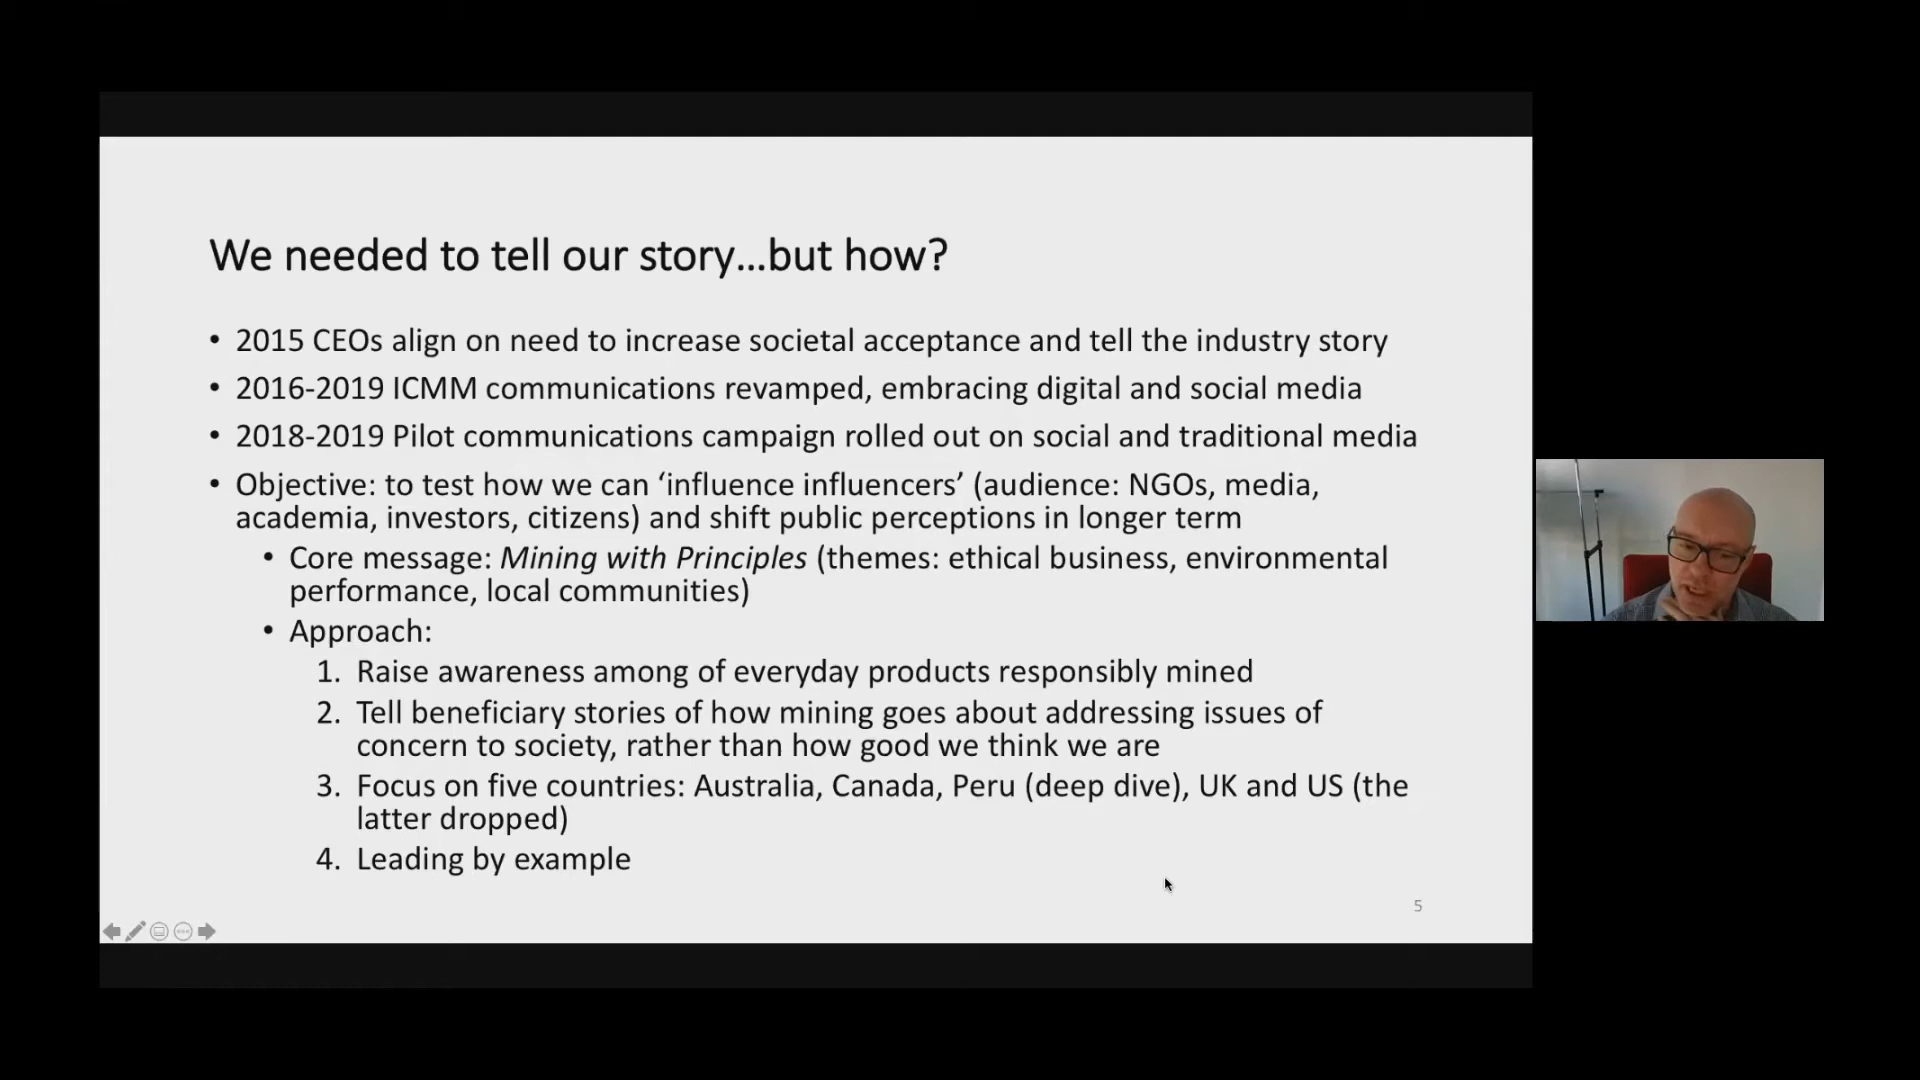 We needed to tell our story...but how?
• 2015 CEOs align on need to increase societal acceptance and tell the industry story
• 2016-2019 ICMM communications revamped, embracing digital and social media
• 2018-2019 Pilot communications campaign rolled out on social and traditional media
• Objective: to test how we can ‘influence influencers’ (audience: NGOs, media,
academia, investors, citizens) and shift public perceptions in longer term
• Core message: Mining with Principles (themes: ethical business, environmental
performance, local communities)
• Approach:
1. Raise awareness among of everyday products responsibly mined
2. Tell beneficiary stories of how mining goes about addressing issues of
concern to society, rather than how good we think we are
3. Focus on five countries: Australia, Canada, Peru (deep dive), UK and US (the
latter dropped)
4. Leading by example
5